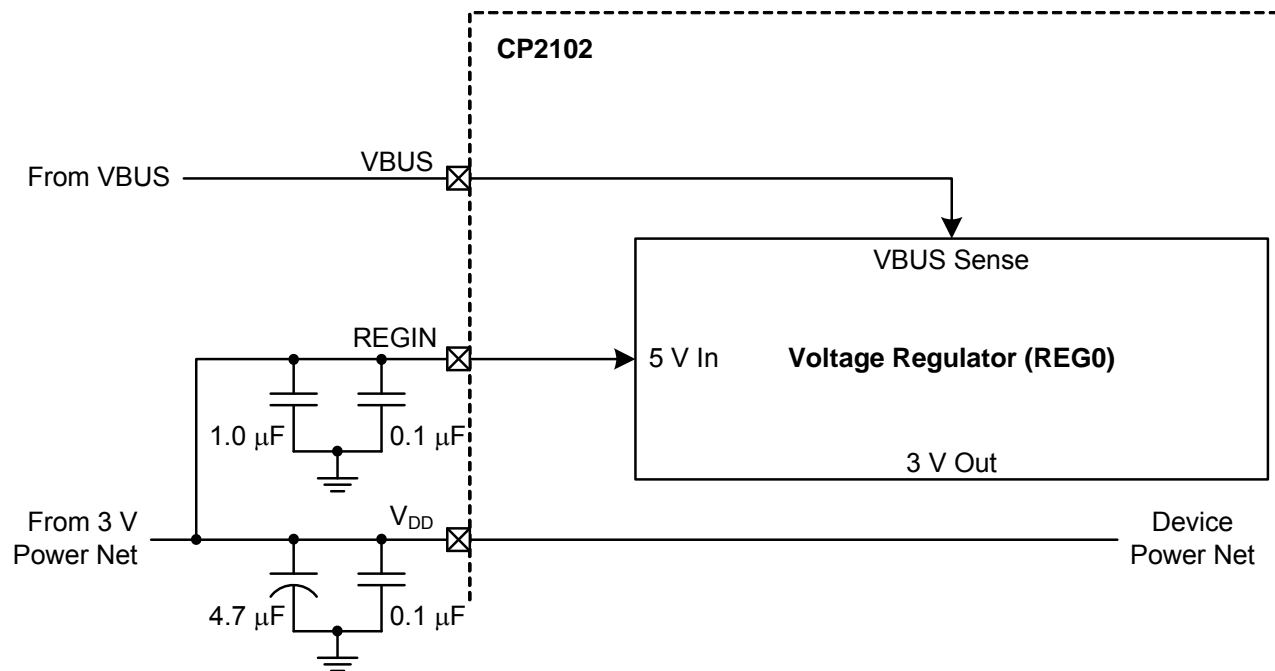 CP2102
VBUS
From VBUS
VBUS Sense
REGIN
5 V In
Voltage Regulator (REG0)
1.0 μF
0.1 μF
3 V Out
From 3 V
Power Net
VDD
Device
Power Net
4.7 μF
0.1 μF